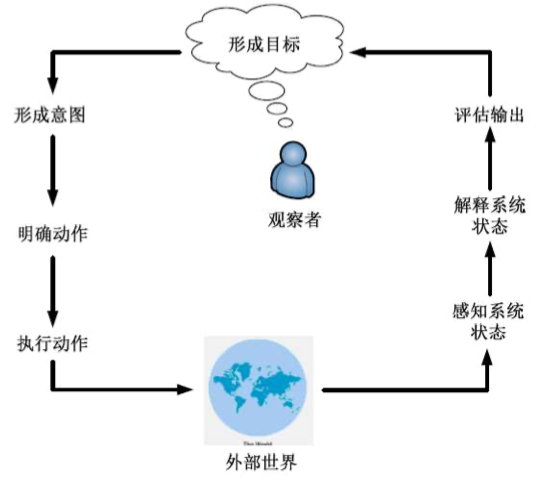 形成目标
形成意图
评估输出
观察者
解释系统
状态
明确动作
感知系统
状态
执行动作
The World
外部世界